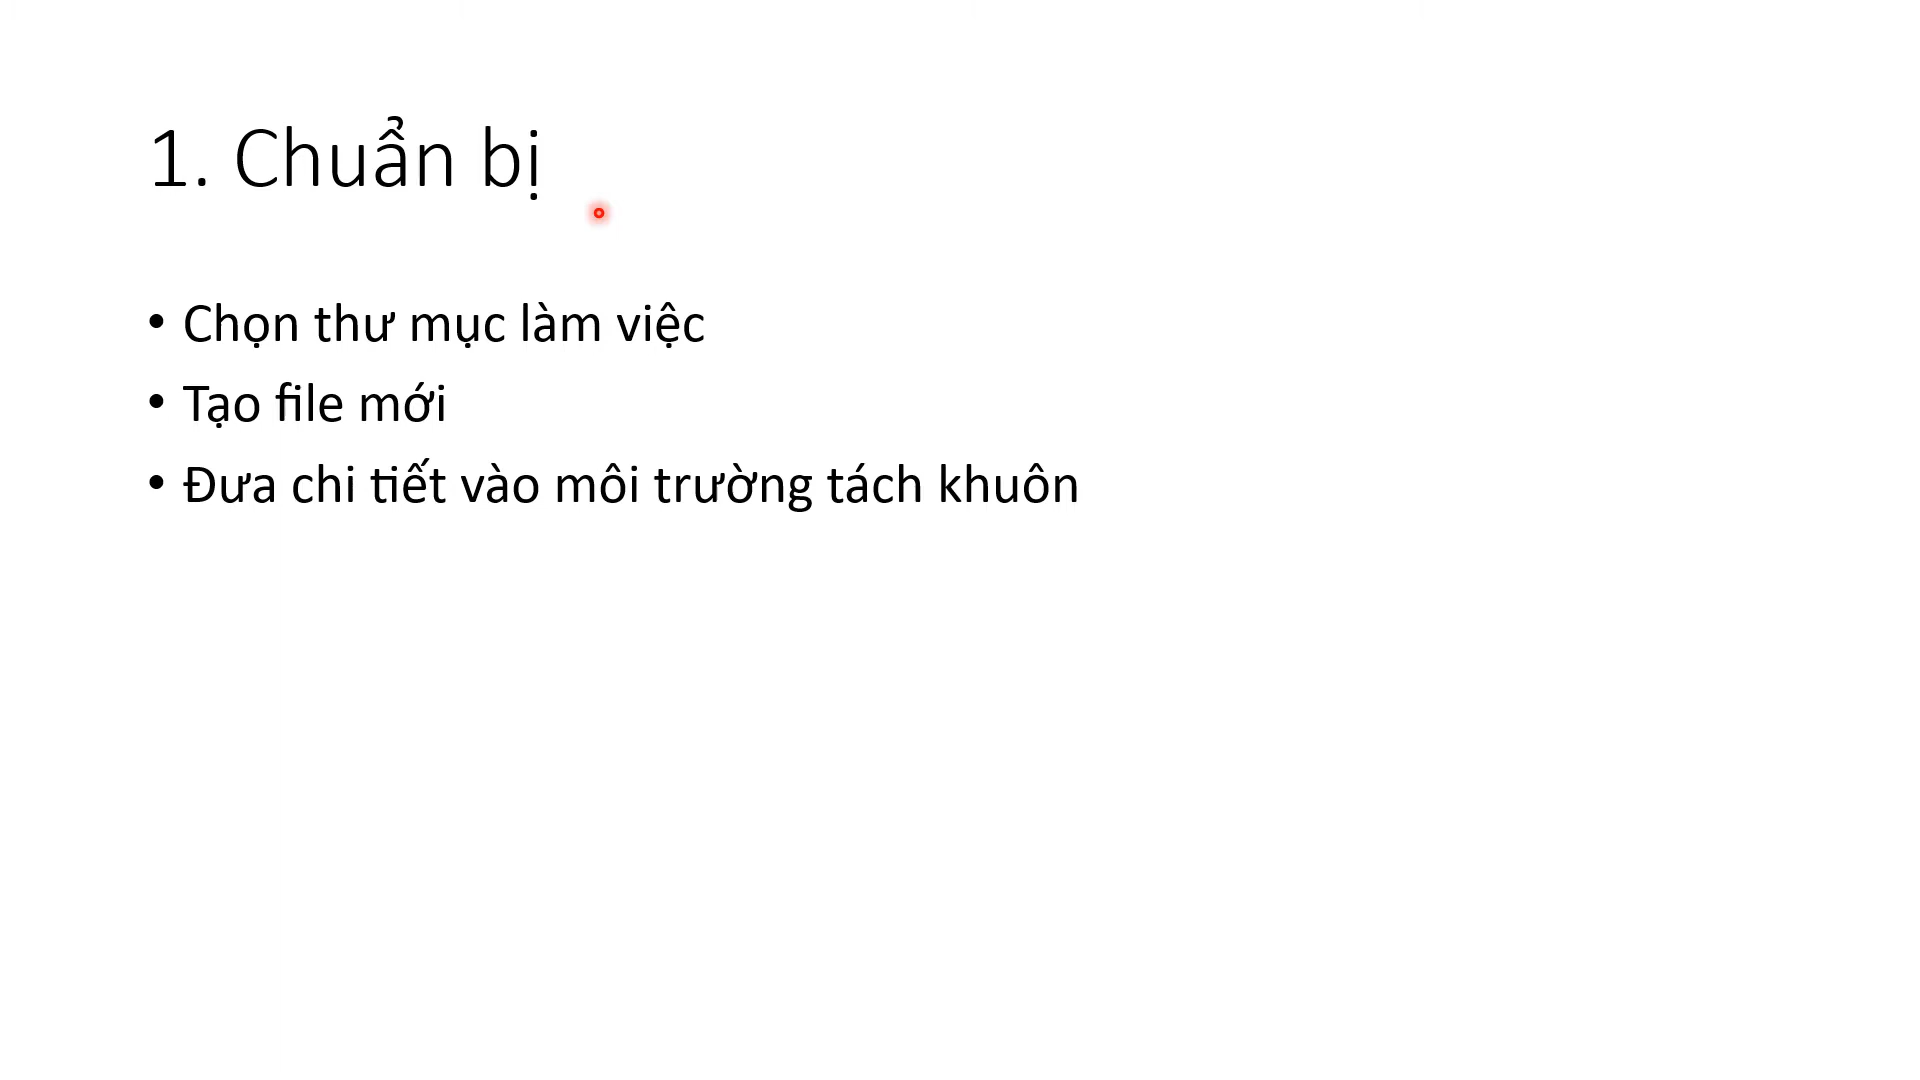 1. Chuẩn bị
• Chọn thư mục làm việc
• Tạo file mới
• Đưa chi tiết vào môi trường tách khuôn